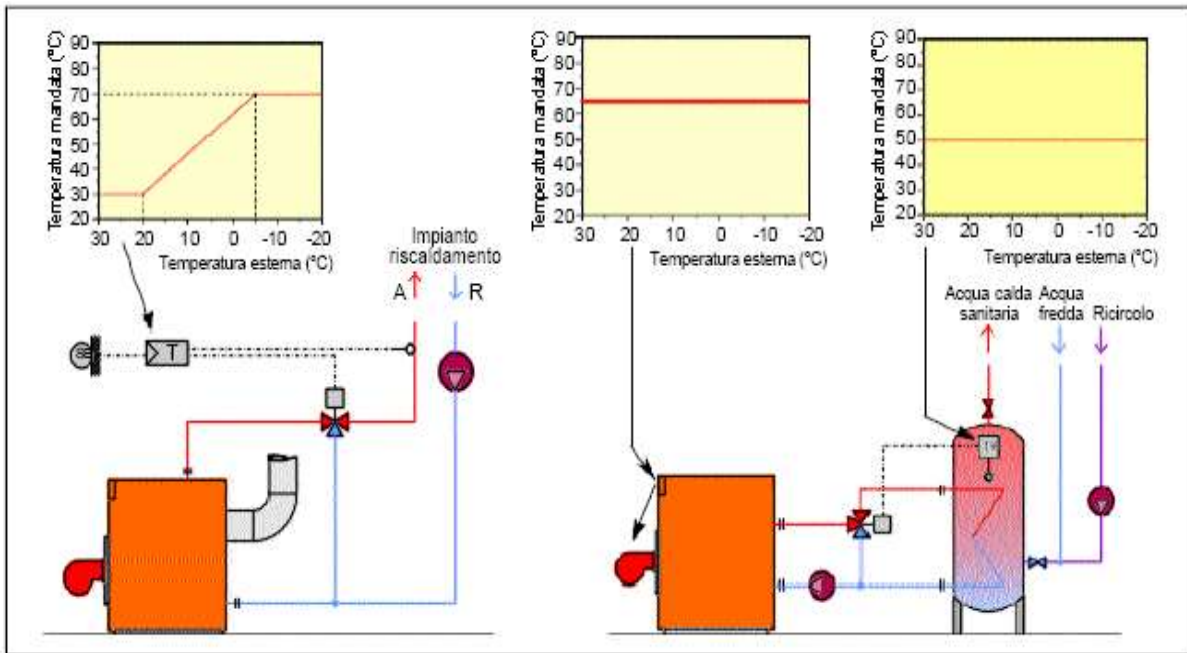 Temperatura mandata (°C)
90
80
70
60
50
40
30
20
30 20 10 0 -10 -20
Temperatura esterna (°C)
Temperatura mandata (°C)
90
80
70
60
50
40
30
20
30 20 10 0 -10 -20
Temperatura esterna (°C)
Temperatura mandata (°C)
90
80
70
60
50
40
30
20
30 20 10 0 -10 -20
Temperatura esterna (°C)
Impianto
riscaldamento
A R
T
Acqua calda
sanitaria
Acqua
fredda
Ricircolo